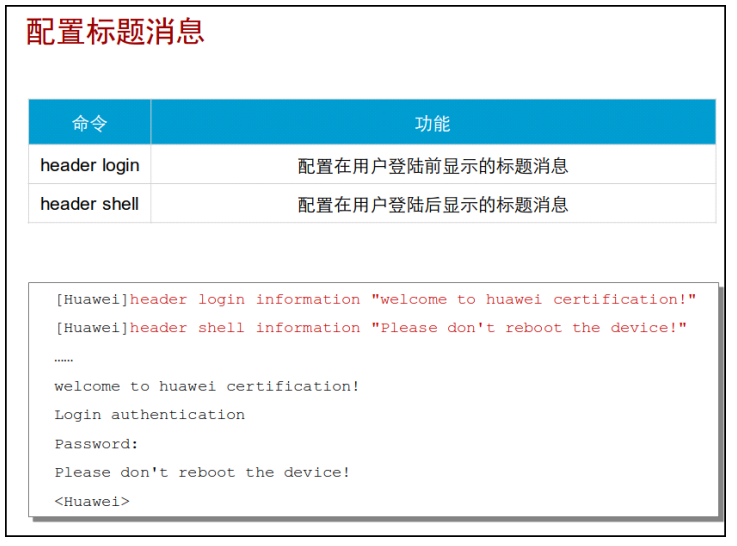 配置标题消息
命令 功能
header login 配置在用户登陆前显示的标题消息
header shell 配置在用户登陆后显示的标题消息
[Huawei]header login information "welcome to huawei certification!"
[Huawei]header shell information "Please don't reboot the device!"
……
welcome to huawei certification!
Login authentication
Password:
Please don't reboot the device!
<Huawei>